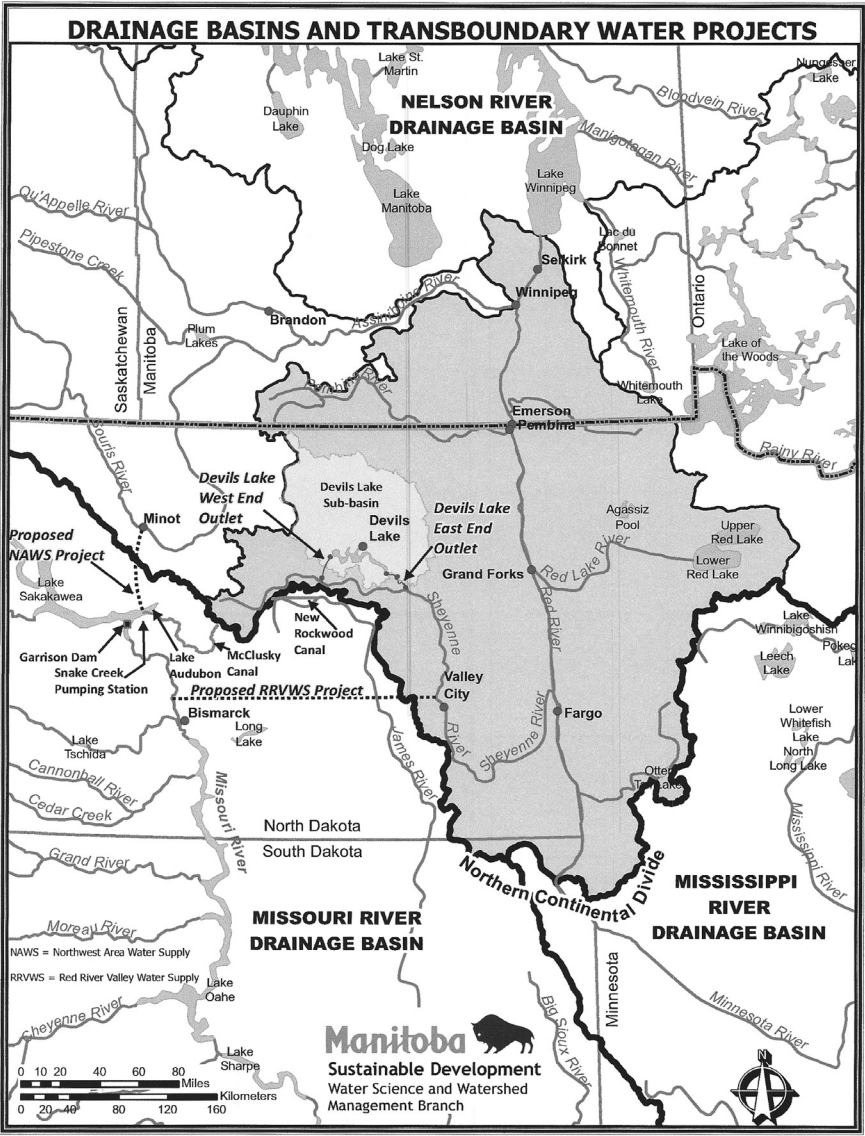 DRAINAGE BASINS AND TRANSBOUNDARY WATER PROJECTS
Lake St.
Martin
Nungesser
Lake
NELSON RIVER
DRAINAGE BASIN
Bloodvein River
Dauphin
Lake
Dog Lake
Manigotagan River
Lake
Winnipeg
Lake
Manitoba
Qu'Appelle River
Pipestone Creek
Lac du
Bonnet
Selkirk
Whitemouth River
Winnipeg
Assiniboine River
Ontario
Brandon
Saskatchewan
Manitoba
Plum
Lakes
Lake of
the Woods
Pembina River
Whitemouth
Lake
Emerson
Pembina
Rainy River
Souris River
Devils Lake
West End
Outlet
Devils Lake
Sub-basin
Devils Lake
East End
Outlet
Minot
Devils
Lake
Agassiz
Pool
Upper
Red Lake
Proposed
NAWS Project
Lower
Red Lake
Red Lake River
Grand Forks
Lake
Sakakawea
Red River
Sheyenne
New
Rockwood
Canal
Lake
Winnibigoshish
Garrison Dam
Snake Creek
Pumping Station
Lake
Audubon
McClusky
Canal
Leech
Lake
Valley
City
Proposed RRVWS Project
Bismarck
Long
Lake
Fargo
River
Sheyenne River
Lower
Whitefish
Lake
North
Long Lake
Lake
Tschida
James River
Cannonball River
Otter
Tail Lake
Cedar Creek
Missouri River
Mississippi River
North Dakota
South Dakota
Grand River
Northern Continental Divide
MISSISSIPPI
RIVER
DRAINAGE BASIN
MISSOURI RIVER
DRAINAGE BASIN
Moreau River
NAWS = Northwest Area Water Supply
RRVWS = Red River Valley Water Supply
Lake
Oahe
Cheyenne River
Minnesota
Minnesota River
Big Sioux River
Lake
Sharpe
Manitoba
Sustainable Development
Water Science and Watershed
Management Branch
0 10 20 40 60 80
Miles
0 20 40 80 120 160
Kilometers
N